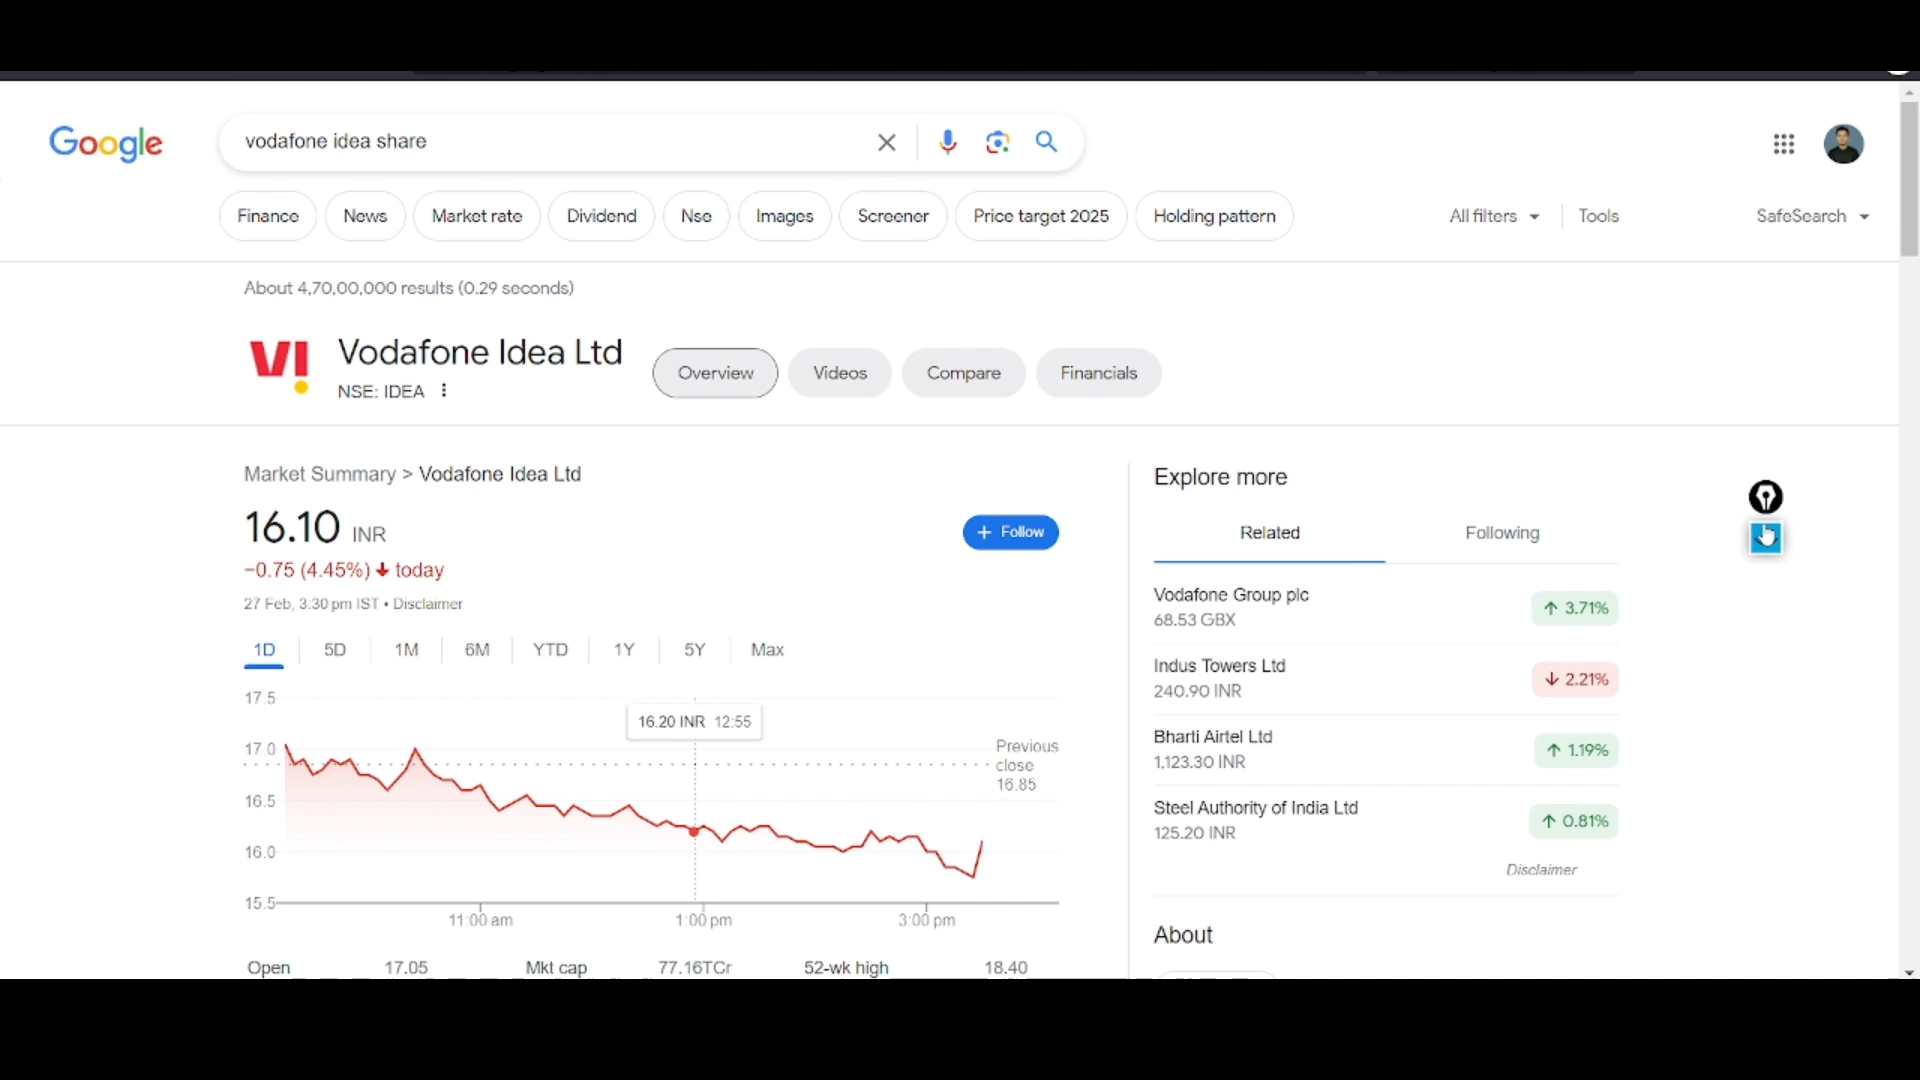 Google
vodafone idea share
Finance
News
Market rate
Dividend
Nse
Images
Screener
Price target 2025
Holding pattern
All filters
Tools
SafeSearch
About 4,70,00,000 results (0.29 seconds)
VI
Vodafone Idea Ltd
NSE: IDEA
Overview
Videos
Compare
Financials
Market Summary > Vodafone Idea Ltd
16.10 INR
+ Follow
−0.75 (4.45%) ↓ today
27 Feb, 3:30 pm IST • Disclaimer
1D
5D
1M
6M
YTD
1Y
5Y
Max
17.5
17.0
16.5
16.0
15.5
16.20 INR 12:55
Previous
close
16.85
11:00 am
1:00 pm
3:00 pm
Open 17.05
Mkt cap 77.16TCr
52-wk high 18.40
Explore more
Related
Following
Vodafone Group plc
68.53 GBX
↑ 3.71%
Indus Towers Ltd
240.90 INR
↓ 2.21%
Bharti Airtel Ltd
1,123.30 INR
↑ 1.19%
Steel Authority of India Ltd
125.20 INR
↑ 0.81%
Disclaimer
About